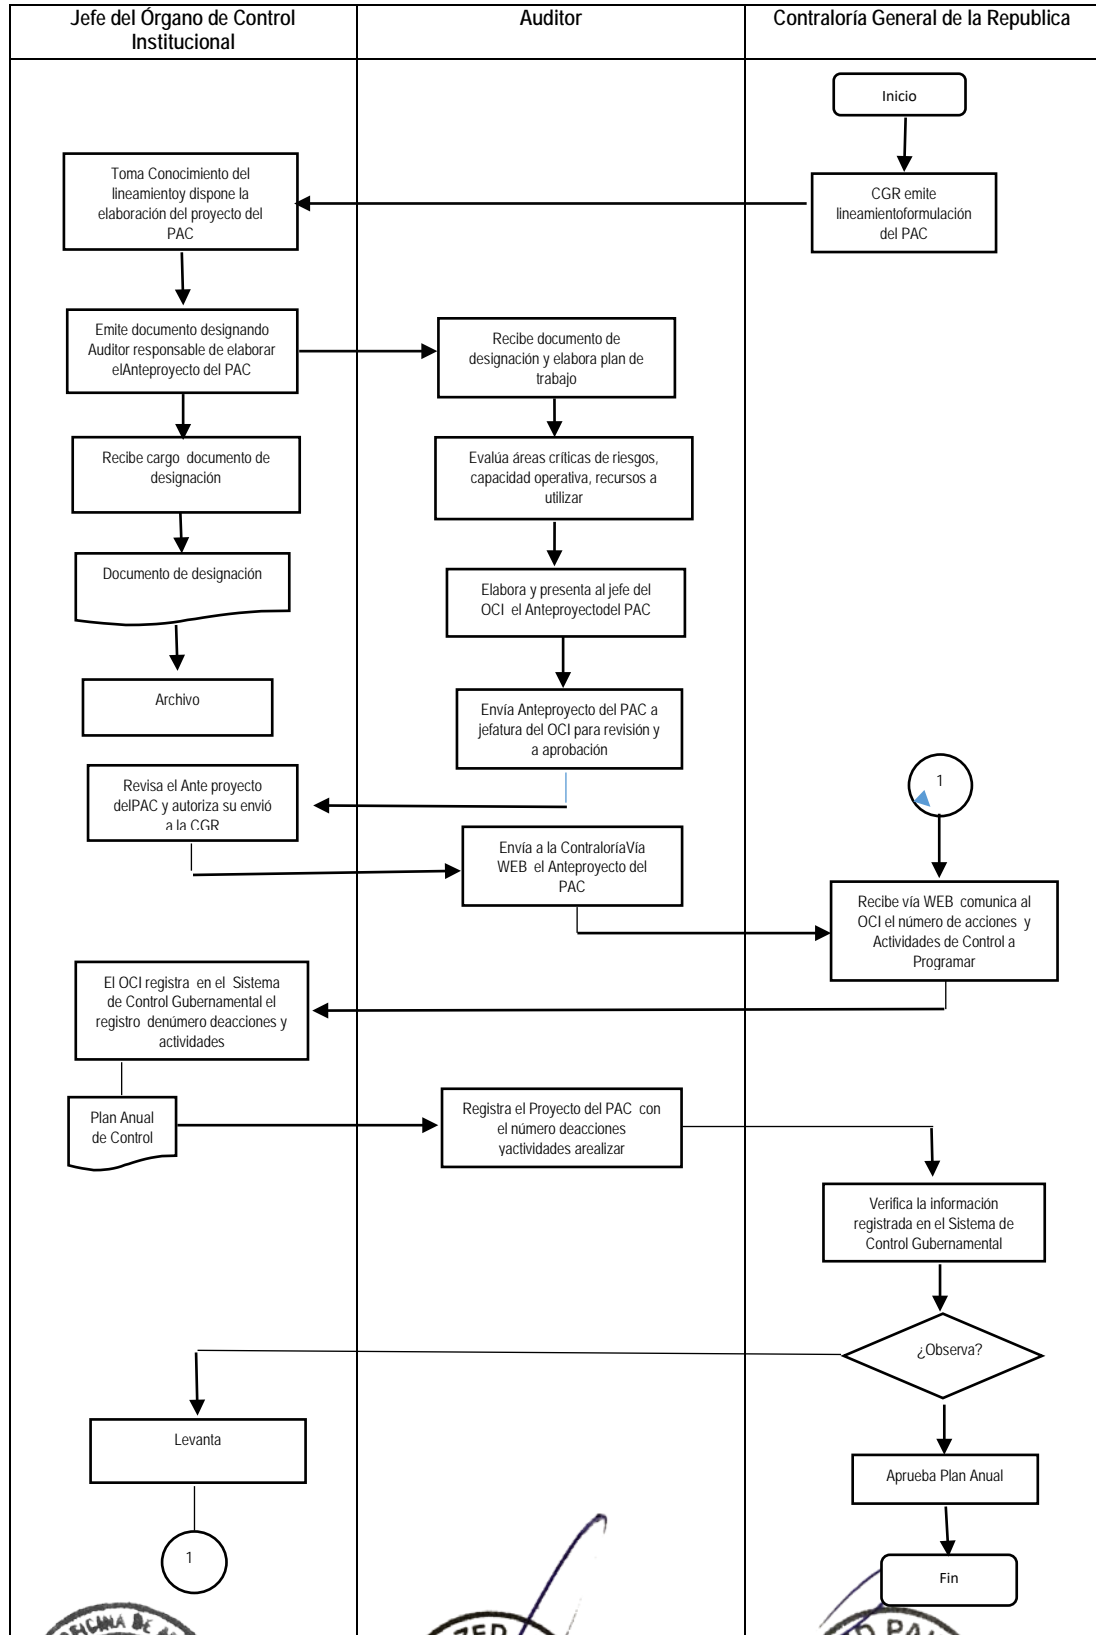 Jefe del Órgano de Control
Institucional
Auditor
Contraloría General de la Republica
Inicio
Toma Conocimiento del
lineamientoy dispone la
elaboración del proyecto del
PAC
CGR emite
lineamientoformulación
del PAC
Emite documento designando
Auditor responsable de elaborar
elAnteproyecto del PAC
Recibe documento de
designación y elabora plan de
trabajo
Recibe cargo documento de
designación
Evalúa áreas críticas de riesgos,
capacidad operativa, recursos a
utilizar
Documento de designación
Elabora y presenta al jefe del
OCI el Anteproyectodel PAC
Archivo
Envía Anteproyecto del PAC a
jefatura del OCI para revisión y
a aprobación
1
Revisa el Ante proyecto
delPAC y autoriza su envió
a la CGR
Envía a la ContraloríaVía
WEB el Anteproyecto del
PAC
Recibe vía WEB comunica al
OCI el número de acciones y
Actividades de Control a
Programar
El OCI registra en el Sistema
de Control Gubernamental el
registro denúmero deacciones y
actividades
Plan Anual
de Control
Registra el Proyecto del PAC con
el número deacciones
yactividades arealizar
Verifica la información
registrada en el Sistema de
Control Gubernamental
¿Observa?
Levanta
Aprueba Plan Anual
1
Fin
OFICINA DE